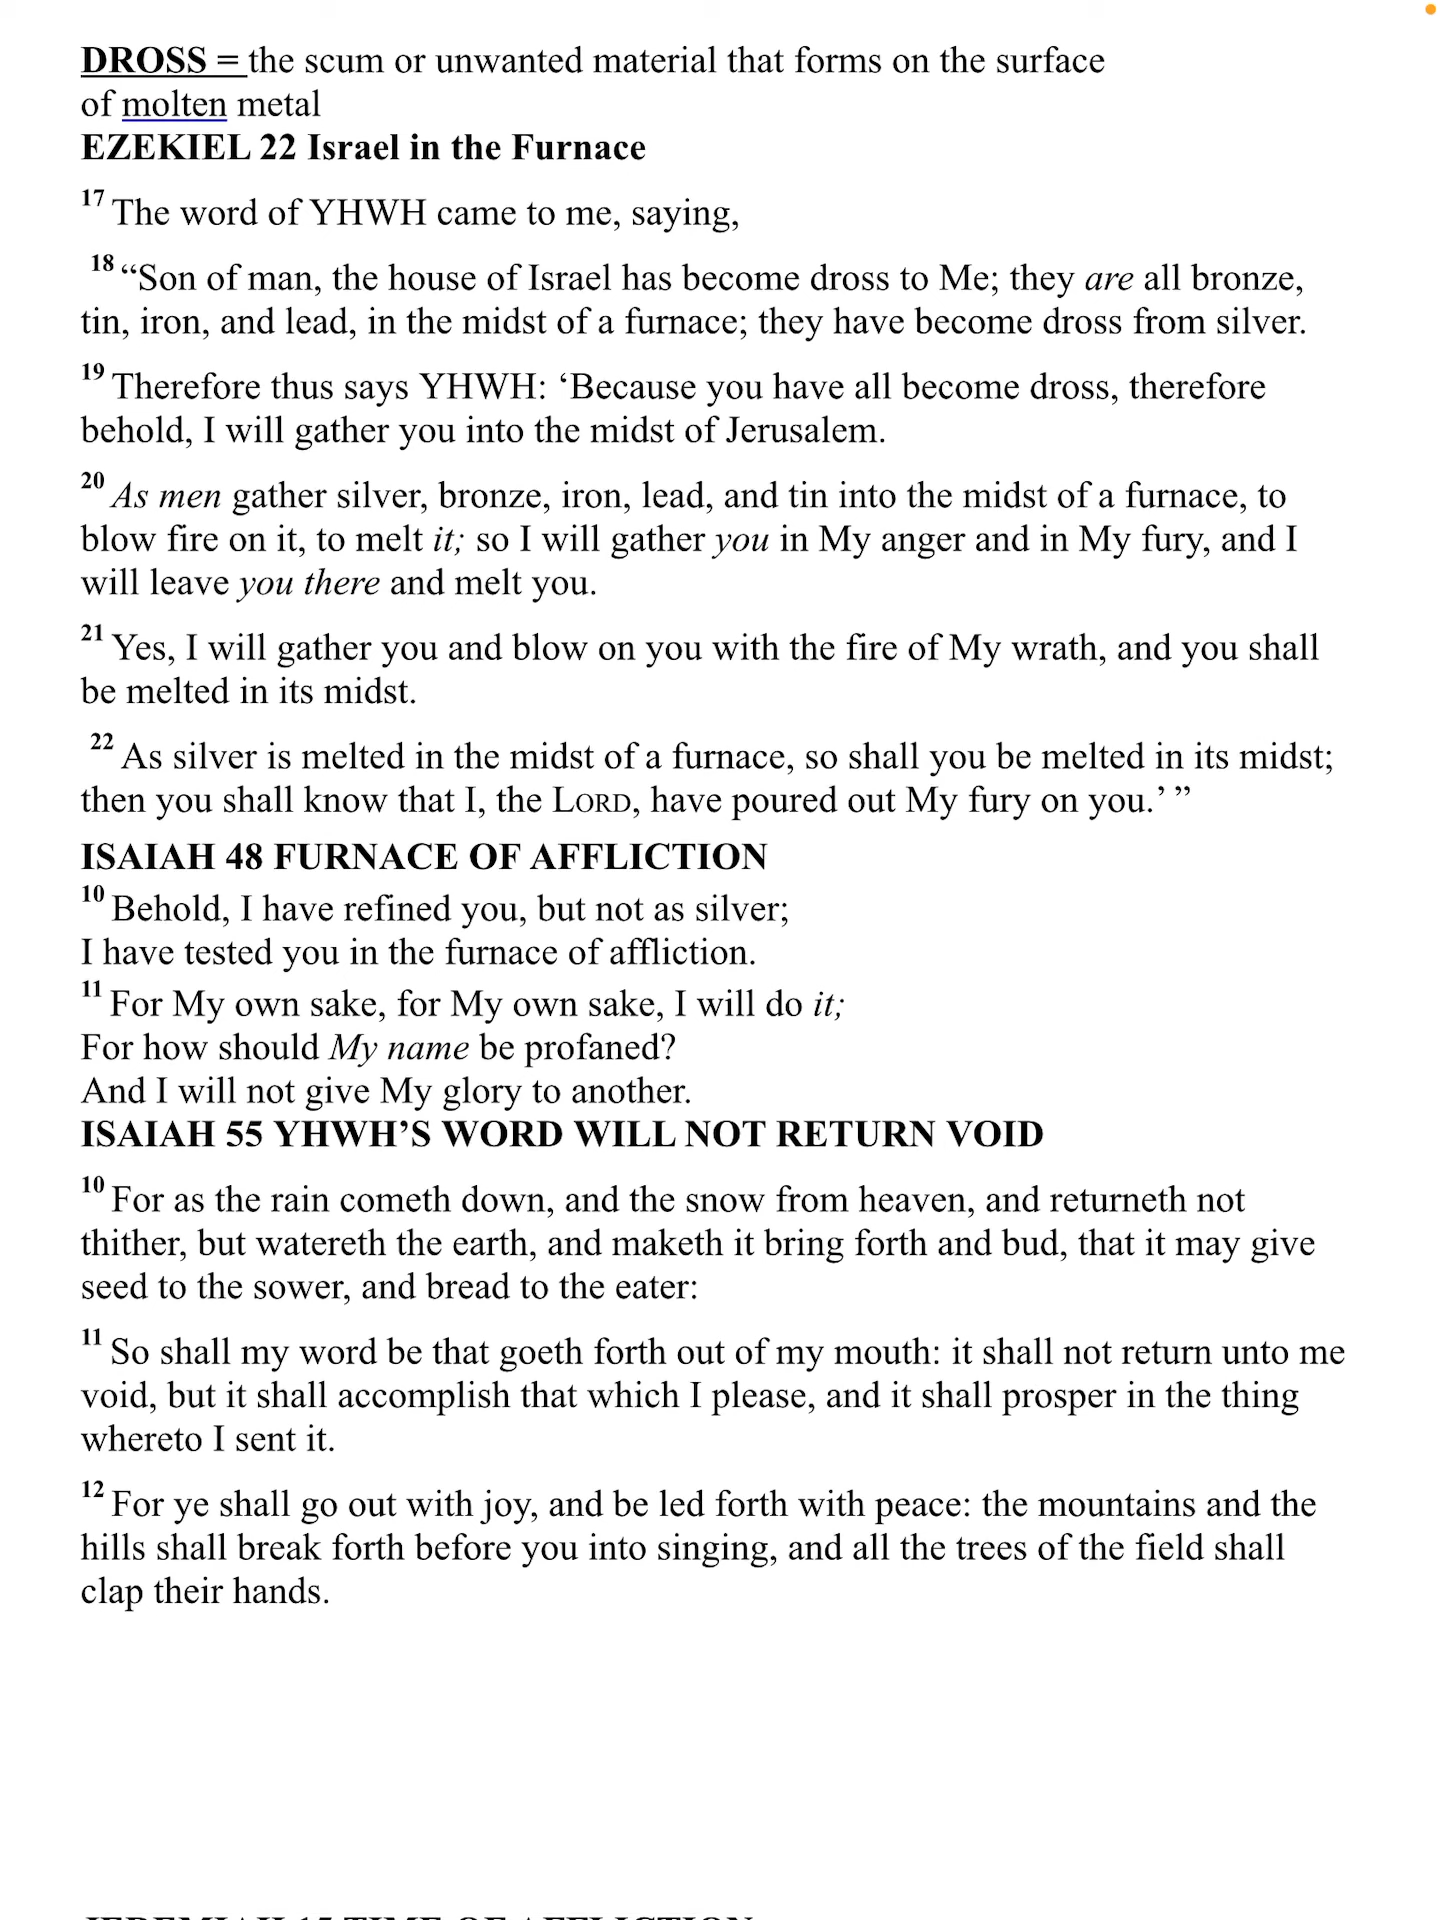 DROSS = the scum or unwanted material that forms on the surface
of molten metal
EZEKIEL 22 Israel in the Furnace
17 The word of YHWH came to me, saying,
18 “Son of man, the house of Israel has become dross to Me; they are all bronze,
tin, iron, and lead, in the midst of a furnace; they have become dross from silver.
19 Therefore thus says YHWH: ‘Because you have all become dross, therefore
behold, I will gather you into the midst of Jerusalem.
20 As men gather silver, bronze, iron, lead, and tin into the midst of a furnace, to
blow fire on it, to melt it; so I will gather you in My anger and in My fury, and I
will leave you there and melt you.
21 Yes, I will gather you and blow on you with the fire of My wrath, and you shall
be melted in its midst.
22 As silver is melted in the midst of a furnace, so shall you be melted in its midst;
then you shall know that I, the LORD, have poured out My fury on you.’ ”
ISAIAH 48 FURNACE OF AFFLICTION
10 Behold, I have refined you, but not as silver;
I have tested you in the furnace of affliction.
11 For My own sake, for My own sake, I will do it;
For how should My name be profaned?
And I will not give My glory to another.
ISAIAH 55 YHWH’S WORD WILL NOT RETURN VOID
10 For as the rain cometh down, and the snow from heaven, and returneth not
thither, but watereth the earth, and maketh it bring forth and bud, that it may give
seed to the sower, and bread to the eater:
11 So shall my word be that goeth forth out of my mouth: it shall not return unto me
void, but it shall accomplish that which I please, and it shall prosper in the thing
whereto I sent it.
12 For ye shall go out with joy, and be led forth with peace: the mountains and the
hills shall break forth before you into singing, and all the trees of the field shall
clap their hands.
JEREMIAH 15 TIME OF AFFLICTION